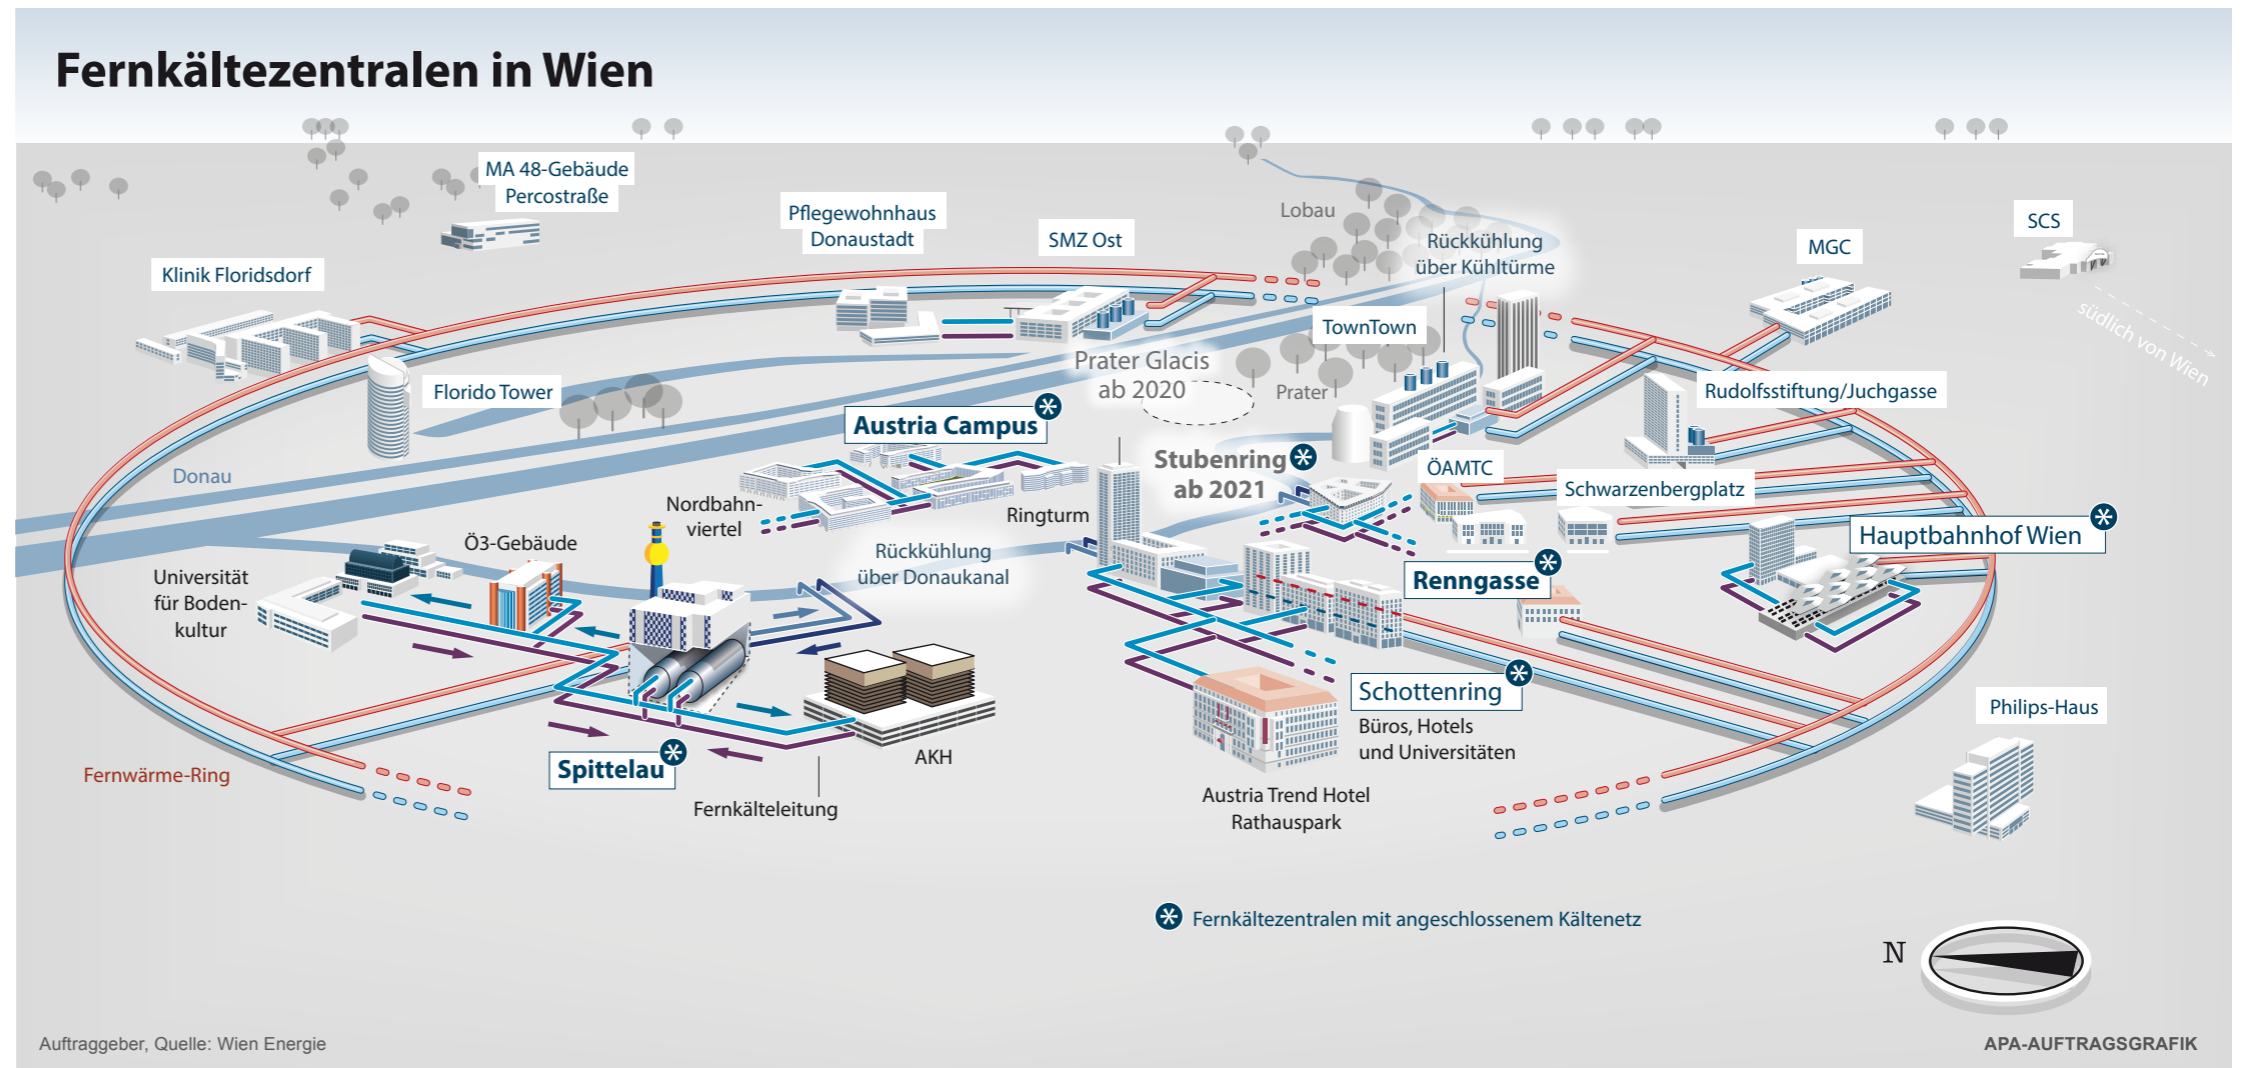 Fernkältezentralen in Wien
MA 48-Gebäude
Percostraße
Pflegewohnhaus
Donaustadt
SMZ Ost
Lobau
Rückkühlung
über Kühltürme
MGC
SCS
südlich von Wien
Klinik Floridsdorf
TownTown
Prater Glacis
ab 2020
Prater
Rudolfsstiftung/Juchgasse
Florido Tower
Austria Campus
Donau
Stubenring
ab 2021
ÖAMTC
Schwarzenbergplatz
Nordbahn-
viertel
Ringturm
Hauptbahnhof Wien
Ö3-Gebäude
Rückkühlung
über Donaukanal
Universität
für Boden-
kultur
Renngasse
Schottenring
Büros, Hotels
und Universitäten
Philips-Haus
AKH
Spittelau
Fernwärme-Ring
Fernkälteleitung
Austria Trend Hotel
Rathauspark
Fernkältezentralen mit angeschlossenem Kältenetz
N
Auftraggeber, Quelle: Wien Energie
APA-AUFTRAGSGRAFIK